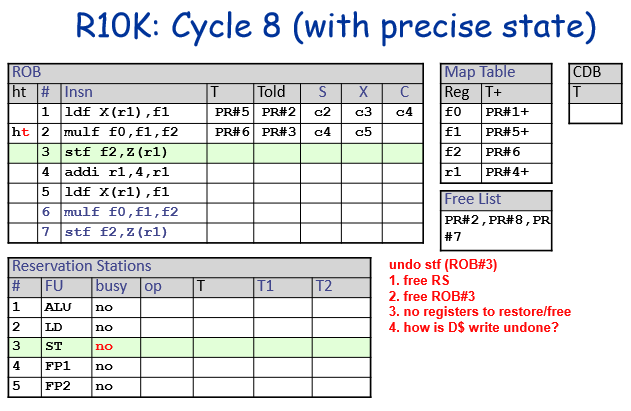 R10K: Cycle 8 (with precise state)
ROB
ht # Insn T Told S X C
1 ldf X(r1),f1 PR#5 PR#2 c2 c3 c4
ht 2 mulf f0,f1,f2 PR#6 PR#3 c4 c5
3 stf f2,Z(r1)
4 addi r1,4,r1
5 ldf X(r1),f1
6 mulf f0,f1,f2
7 stf f2,Z(r1)
Map Table
Reg T+
f0 PR#1+
f1 PR#5+
f2 PR#6
r1 PR#4+
CDB
T
Free List
PR#2,PR#8,PR
#7
Reservation Stations
# FU busy op T T1 T2
1 ALU no
2 LD no
3 ST no
4 FP1 no
5 FP2 no
undo stf (ROB#3)
1. free RS
2. free ROB#3
3. no registers to restore/free
4. how is D$ write undone?